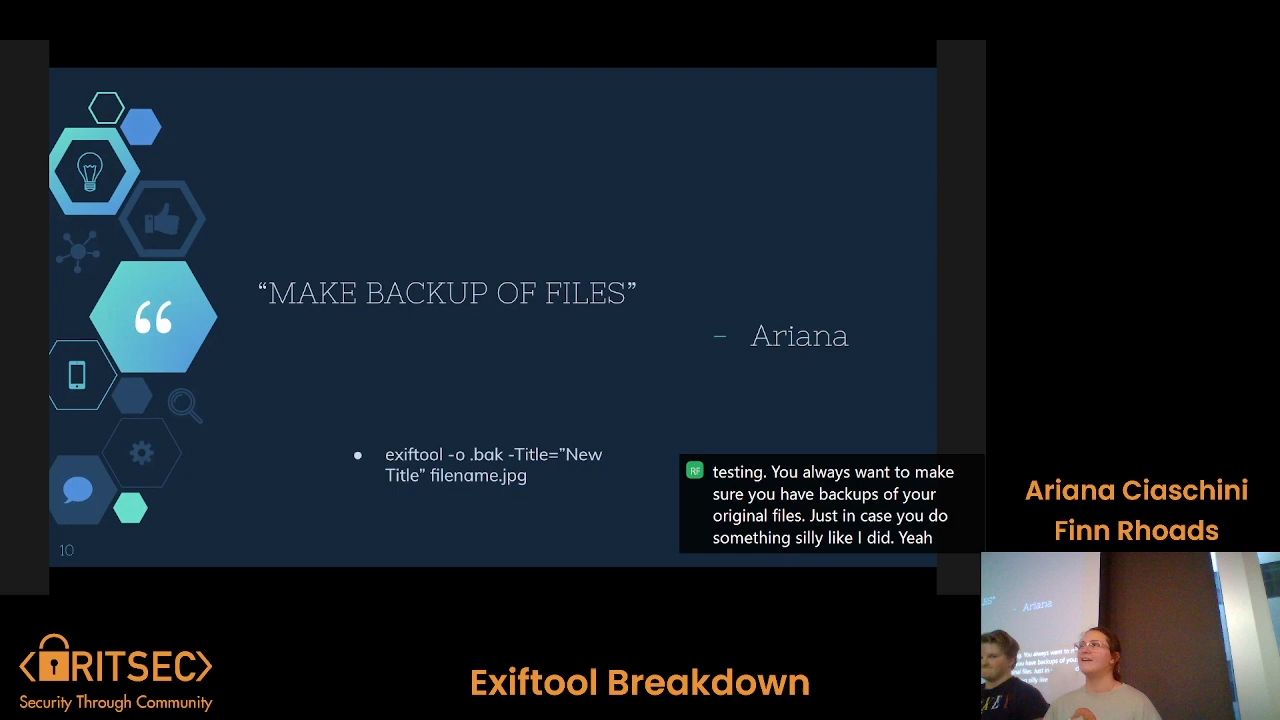 “MAKE BACKUP OF FILES”
– Ariana
● exiftool -o .bak -Title=”New
Title” filename.jpg
10
RF
testing. You always want to make
sure you have backups of your
original files. Just in case you do
something silly like I did. Yeah
Ariana Ciaschini
Finn Rhoads
Ariana
RITSEC
Security Through Community
Exiftool Breakdown